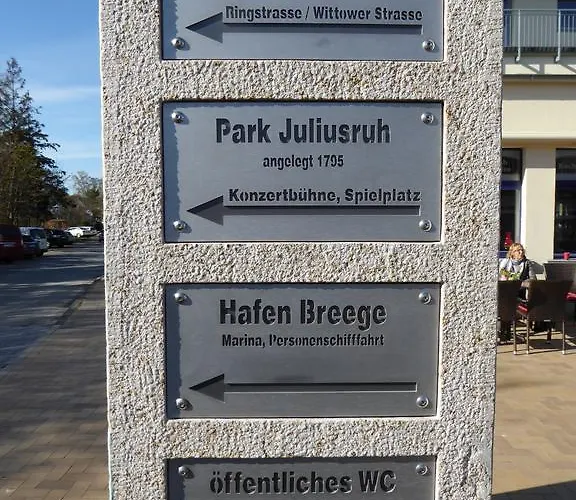 Ringstrasse / Wittower Strasse
Park Juliusruh
angelegt 1795
Konzertbühne, Spielplatz
Hafen Breege
Marina, Personenschifffahrt
öffentliches WC